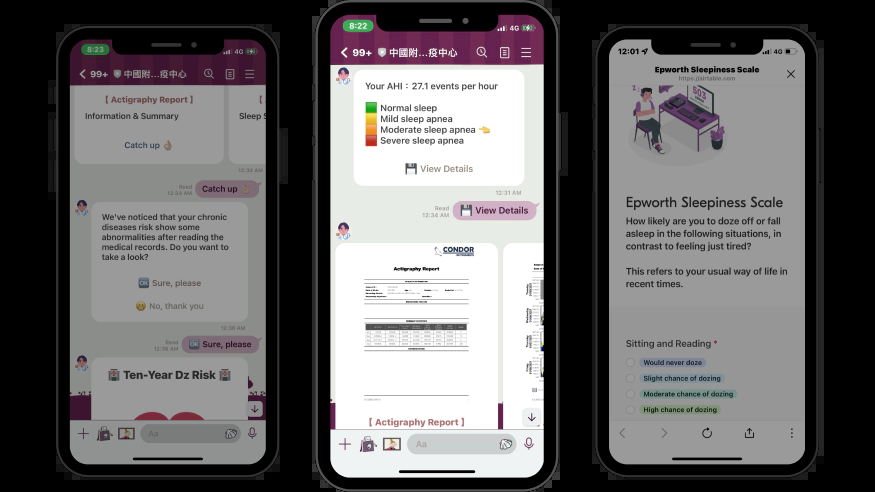 8:23
4G
99+
中國附...疫中心
[ Actigraphy Report ]
[
Information & Summary
Sleep S
Catch up 👌🏻
12:34 AM
Read
12:34 AM
Catch up 👌🏻
We've noticed that your chronic
diseases risk show some
abnormalities after reading the
medical records. Do you want to
take a look?
🆗 Sure, please
No, thank you
12:36 AM
Read
12:36 AM
🆗 Sure, please
🏥 Ten-Year Dz Risk 🏥
Aa
8:22
4G
99+
中國附...疫中心
Your AHI : 27.1 events per hour
Normal sleep
Mild sleep apnea
Moderate sleep apnea 👈
Severe sleep apnea
💾 View Details
12:31 AM
Read
12:34 AM
💾 View Details
CONDOR
Actigraphy Report
[ Actigraphy Report ]
Aa
12:01
4G
Epworth Sleepiness Scale
https://airtable.com
Epworth Sleepiness Scale
How likely are you to doze off or fall
asleep in the following situations, in
contrast to feeling just tired?
This refers to your usual way of life in
recent times.
Sitting and Reading *
Would never doze
Slight chance of dozing
Moderate chance of dozing
High chance of dozing